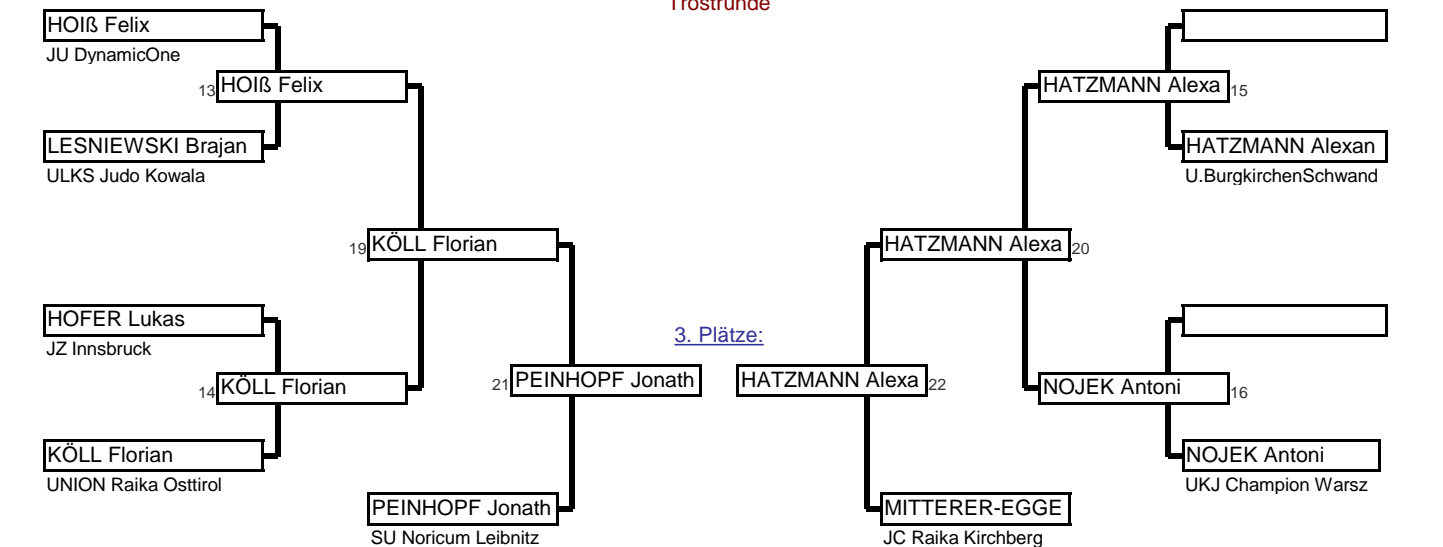 Trostrunde
HOIß Felix
JU DynamicOne
13 HOIß Felix
LESNIEWSKI Brajan
ULKS Judo Kowala
19 KÖLL Florian
HOFER Lukas
JZ Innsbruck
14 KÖLL Florian
KÖLL Florian
UNION Raika Osttirol
21 PEINHOPF Jonath
PEINHOPF Jonath
SU Noricum Leibnitz
3. Plätze:
HATZMANN Alexa 15
HATZMANN Alexan
U.BurgkirchenSchwand
HATZMANN Alexa 20
HATZMANN Alexa 22
NOJEK Antoni 16
NOJEK Antoni
UKJ Champion Warsz
MITTERER-EGGE
JC Raika Kirchberg